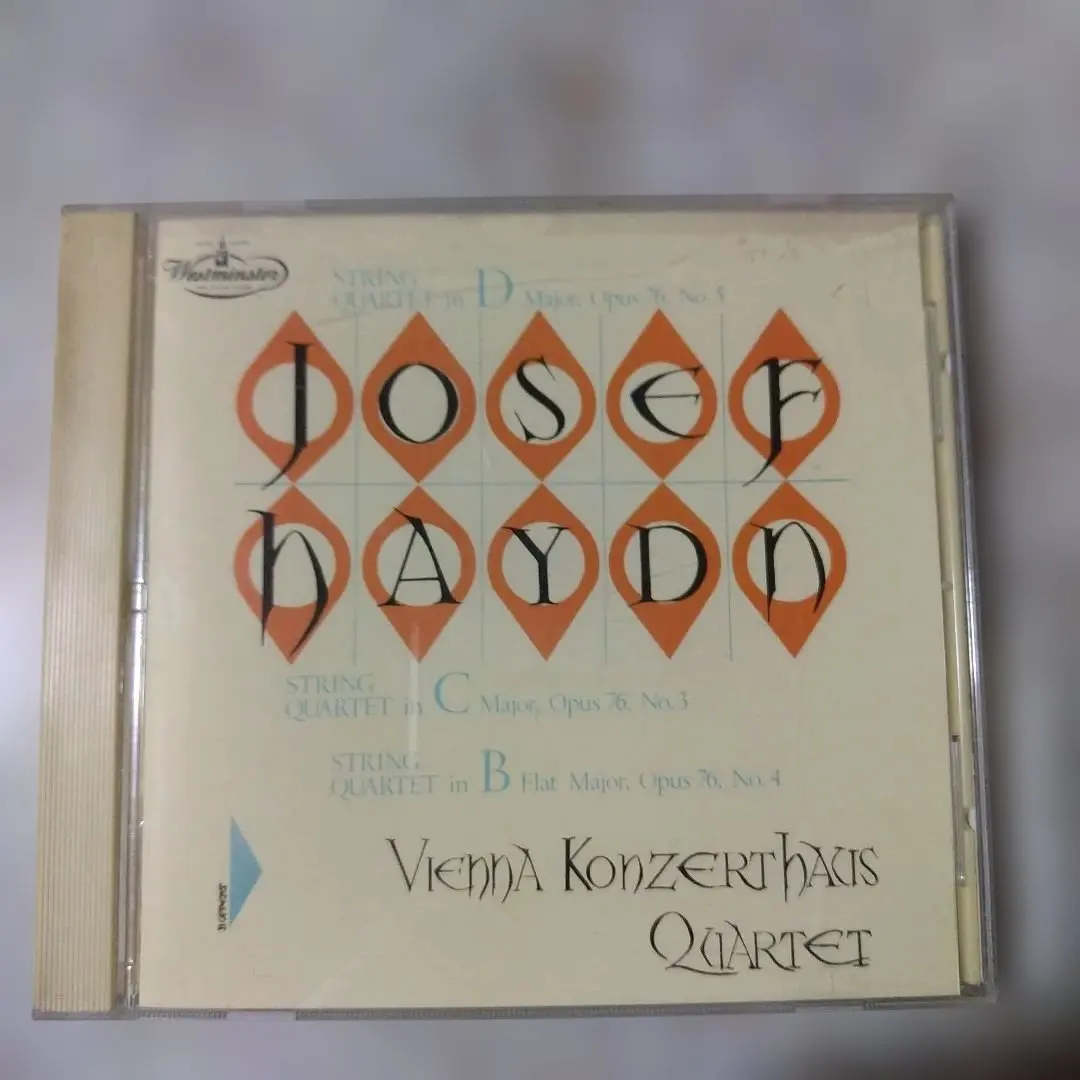 Westminster
STRING
QUARTET in D Major, Opus 76, No. 5
JOSEF
HAYDN
STRING
QUARTET in C Major, Opus 76, No. 3
STRING
QUARTET in B Flat Major, Opus 76, No. 4
VIENNA KONZERTHAUS
QUARTET